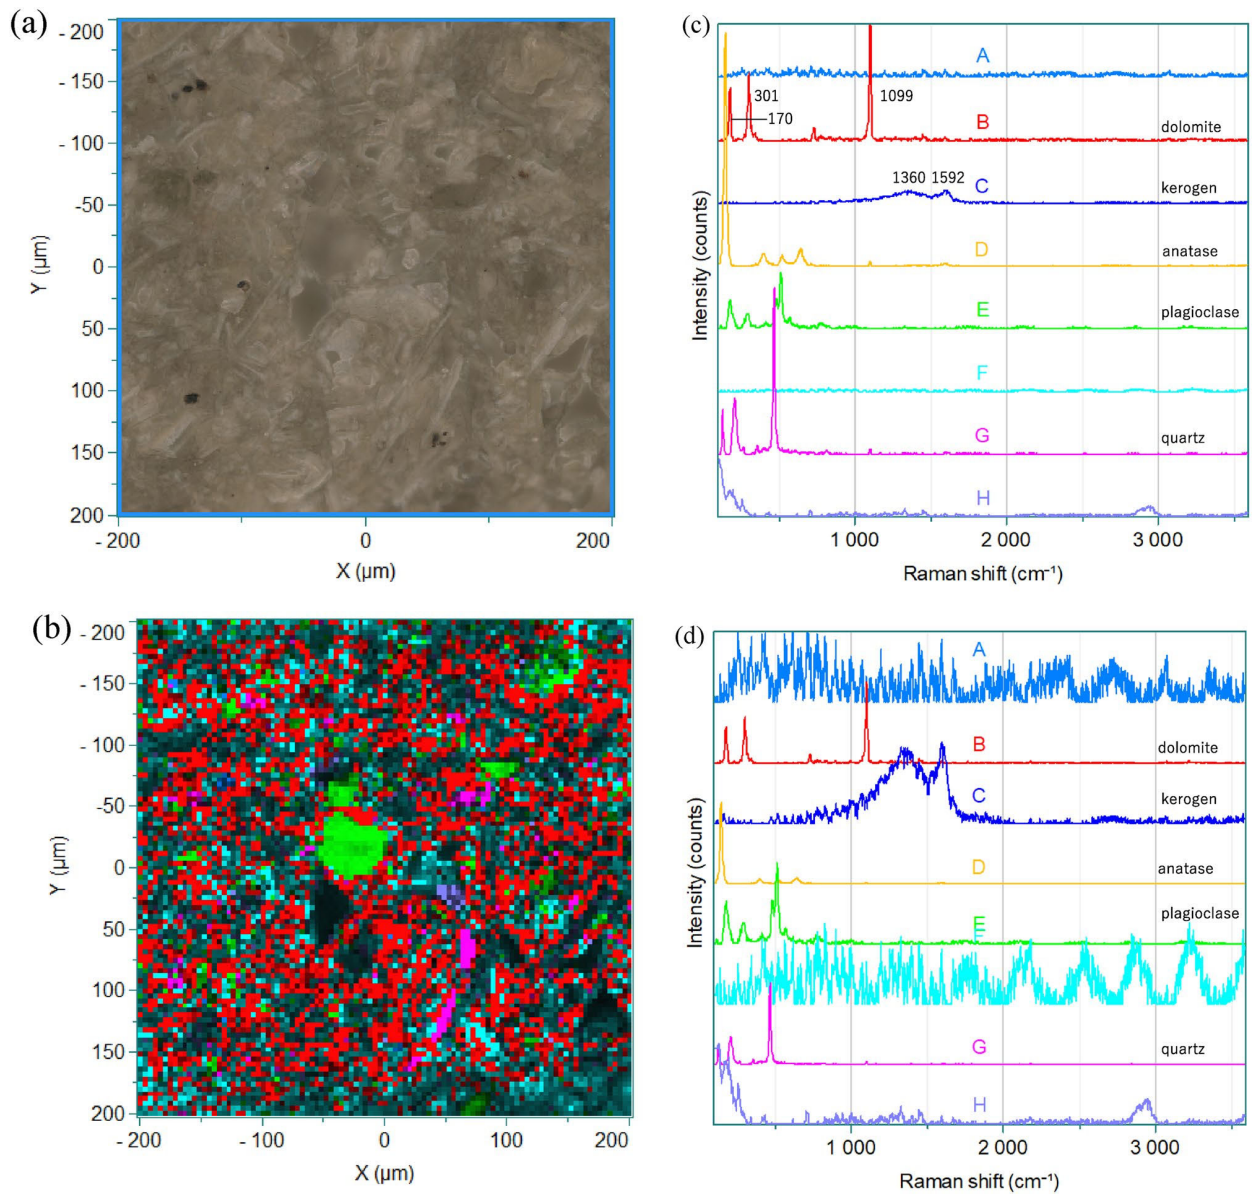 (a)
- 200
- 150
- 100
-50
0
50
100
150
200
Y (µm)
- 200
0
200
X (µm)
(b)
- 200
- 150
- 100
-50
0
50
100
150
200
Y (µm)
- 200
- 100
0
100
200
X (µm)
(c)
A
301
1099
170
B
dolomite
1360 1592
C
kerogen
D
anatase
E
plagioclase
F
G
quartz
H
Intensity (counts)
1 000
2 000
3 000
Raman shift (cm⁻¹)
(d)
A
B
dolomite
C
kerogen
D
anatase
E
plagioclase
F
G
quartz
H
Intensity (counts)
1 000
2 000
3 000
Raman shift (cm⁻¹)